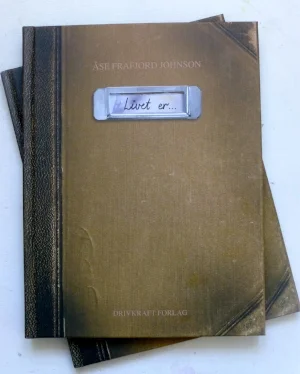 ÅSE FRAFJORD JOHNSON
Livet er...
DRIVKRAFT FORLAG